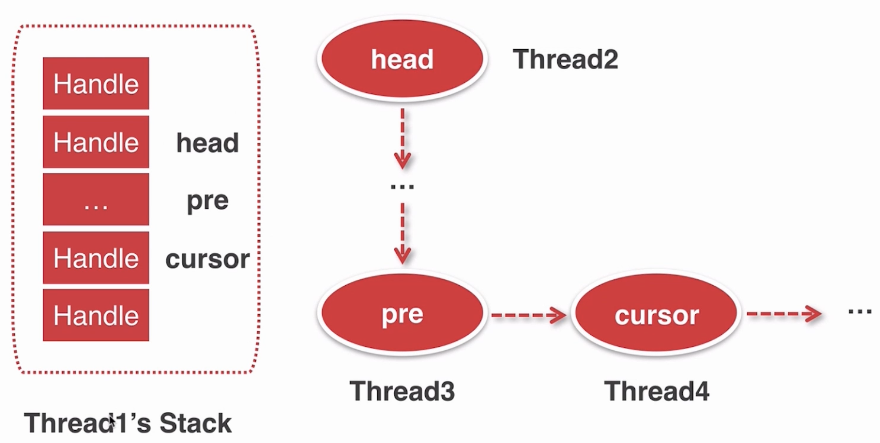 Handle
Handle head
... pre
Handle cursor
Handle
Thread1's Stack
head Thread2
...
pre cursor ...
Thread3 Thread4